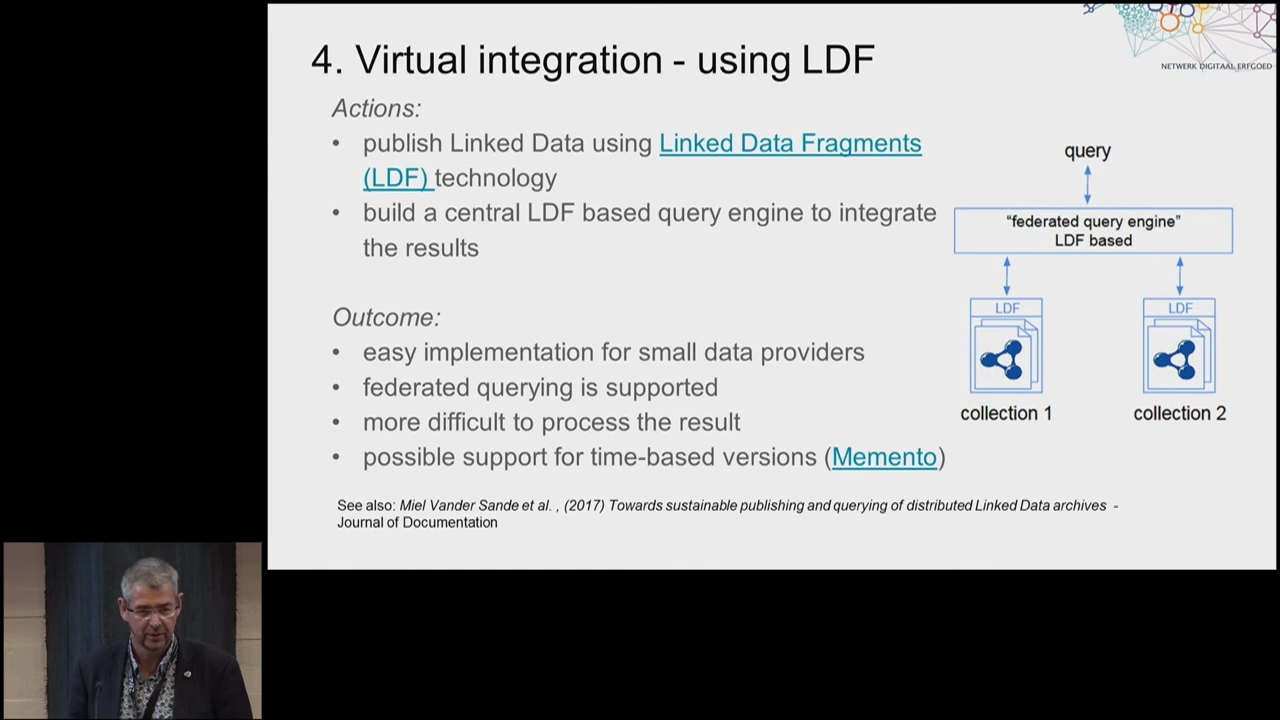 4. Virtual integration - using LDF
NETWERK DIGITAAL ERFGOED
Actions:
• publish Linked Data using Linked Data Fragments
(LDF) technology
• build a central LDF based query engine to integrate
the results
Outcome:
• easy implementation for small data providers
• federated querying is supported
• more difficult to process the result
• possible support for time-based versions (Memento)
query
“federated query engine”
LDF based
LDF
LDF
collection 1
collection 2
See also: Miel Vander Sande et al. , (2017) Towards sustainable publishing and querying of distributed Linked Data archives -
Journal of Documentation